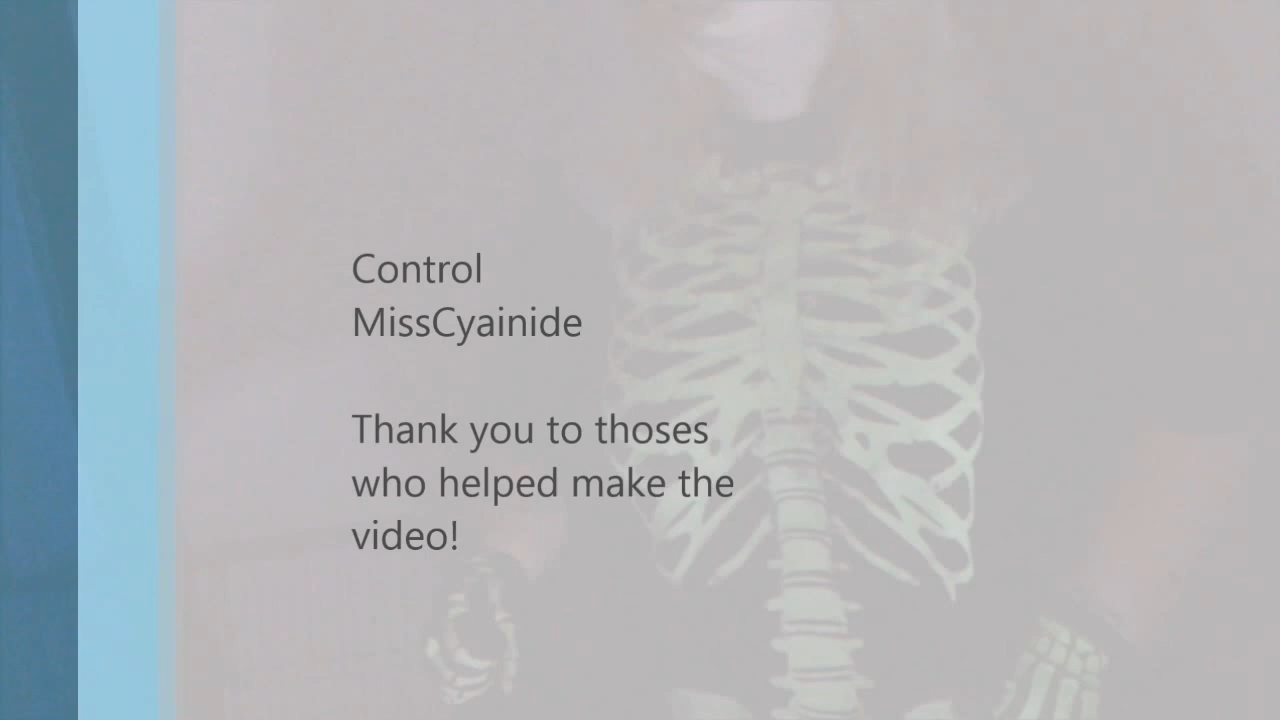 Control
MissCyainide
Thank you to thoses
who helped make the
video!